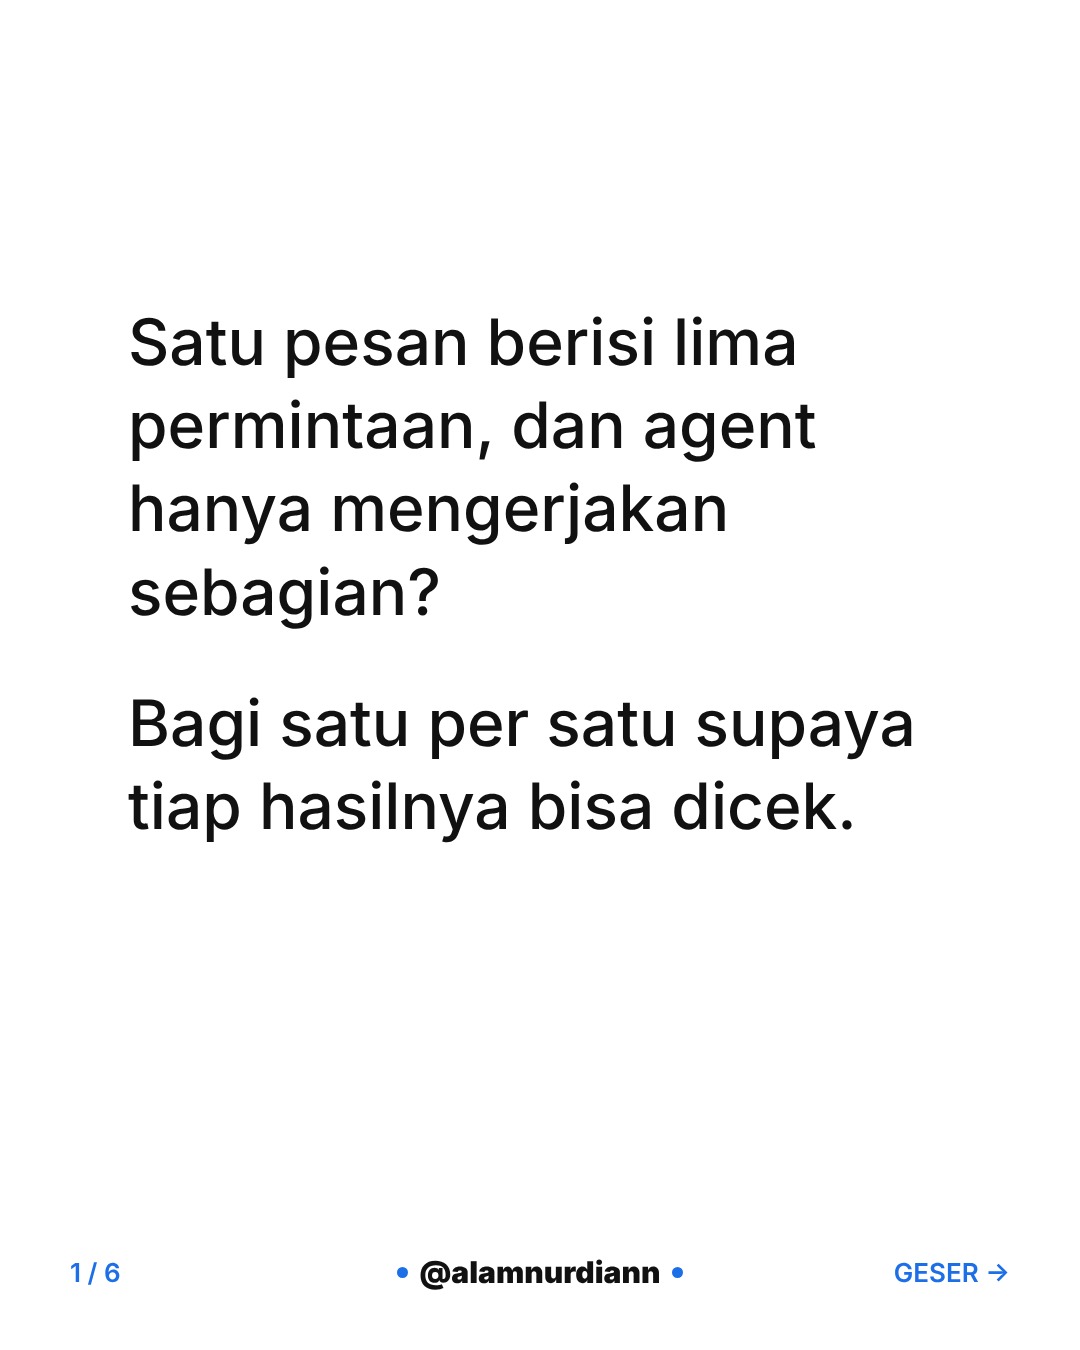 Satu pesan berisi lima
permintaan, dan agent
hanya mengerjakan
sebagian?
Bagi satu per satu supaya
tiap hasilnya bisa dicek.
1 / 6
• @alamnurdiann •
GESER →